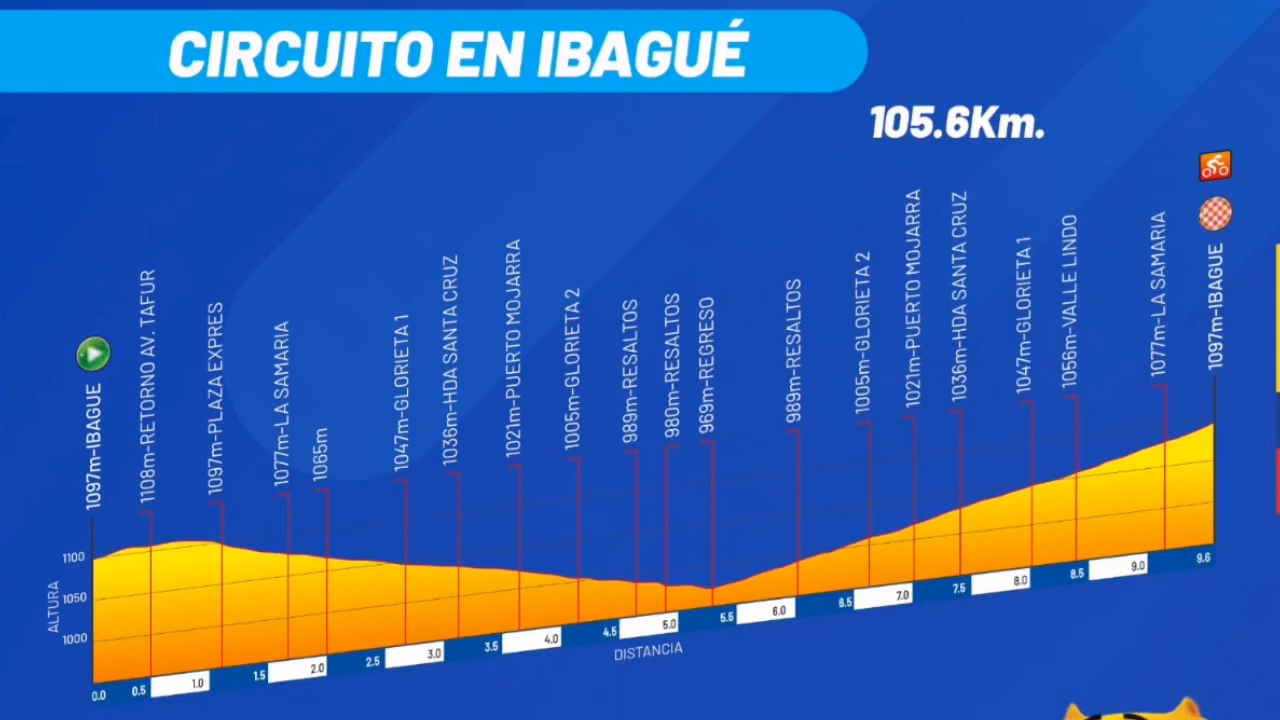 CIRCUITO EN IBAGUÉ
105.6Km.
1097m-IBAGUE
1108m-RETORNO AV. TAFUR
1097m-PLAZA EXPRES
1077m-LA SAMARIA
1065m
1047m-GLORIETA 1
1036m-HDA SANTA CRUZ
1021m-PUERTO MOJARRA
1005m-GLORIETA 2
989m-RESALTOS
980m-RESALTOS
969m-REGRESO
989m-RESALTOS
1005m-GLORIETA 2
1021m-PUERTO MOJARRA
1036m-HDA SANTA CRUZ
1047m-GLORIETA 1
1056m-VALLE LINDO
1077m-LA SAMARIA
1097m-IBAGUE
ALTURA
1100
1050
1000
0.0 0.5 1.0 1.5 2.0 2.5 3.0 3.5 4.0 4.5 5.0 5.5 6.0 6.5 7.0 7.5 8.0 8.5 9.0 9.6
DISTANCIA